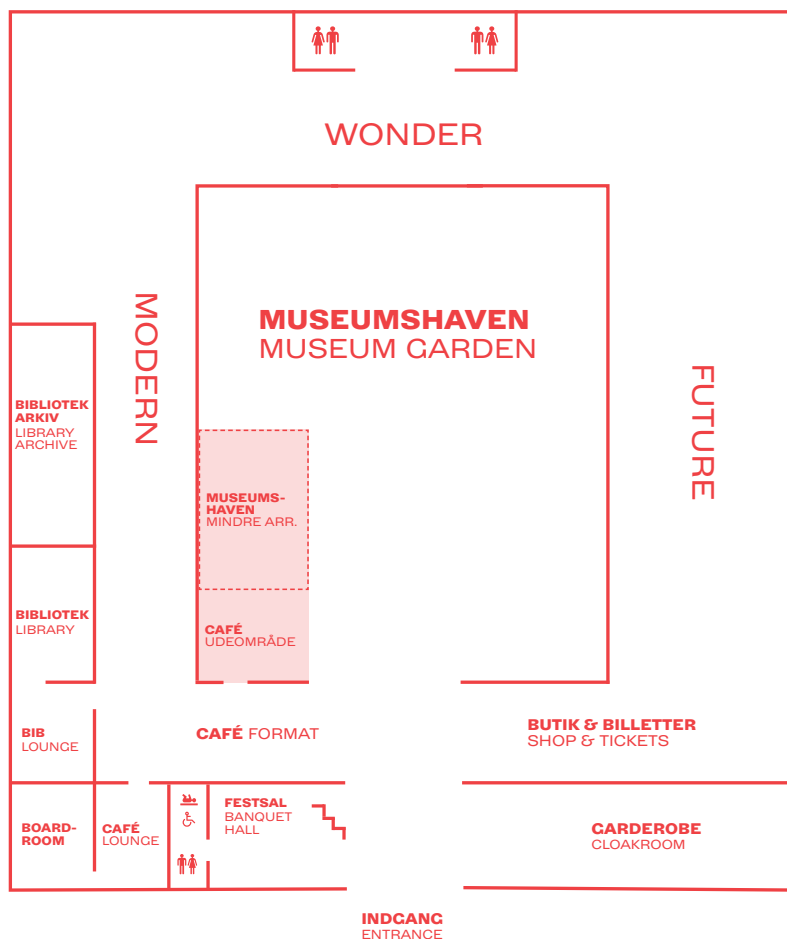 WONDER
MUSEUMSHAVEN
MUSEUM GARDEN
MODERN
FUTURE
BIBLIOTEK
ARKIV
LIBRARY
ARCHIVE
MUSEUMS-
HAVEN
MINDRE ARR.
BIBLIOTEK
LIBRARY
CAFÉ
UDEOMRÅDE
BIB
LOUNGE
CAFÉ FORMAT
BUTIK & BILLETTER
SHOP & TICKETS
BOARD-
ROOM
CAFÉ
LOUNGE
FESTSAL
BANQUET
HALL
GARDEROBE
CLOAKROOM
INDGANG
ENTRANCE